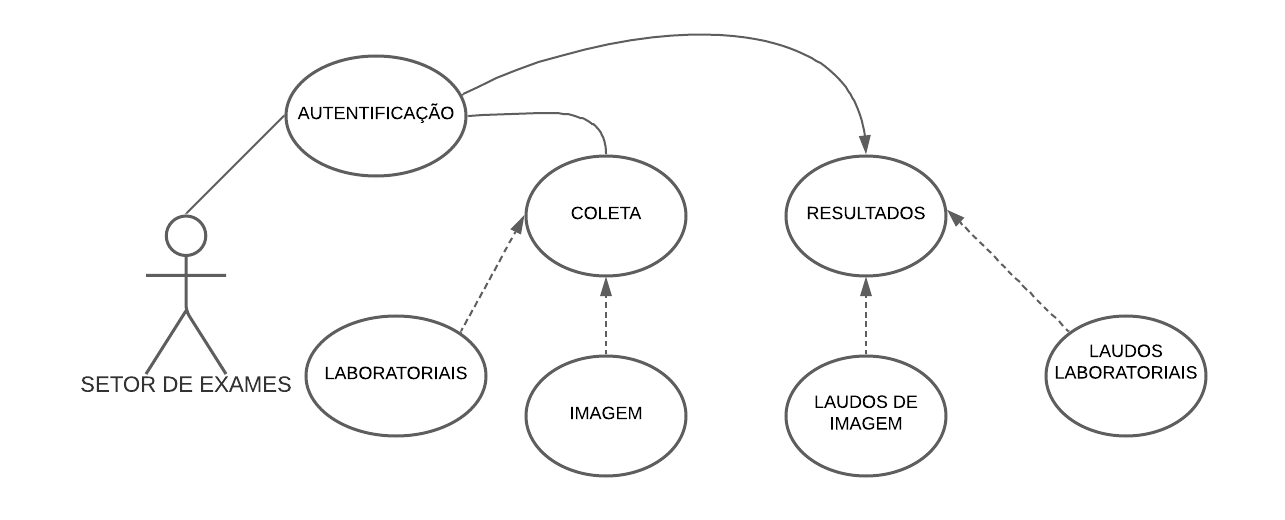 AUTENTIFICAÇÃO
COLETA
RESULTADOS
SETOR DE EXAMES
LABORATORIAIS
IMAGEM
LAUDOS DE
IMAGEM
LAUDOS
LABORATORIAIS